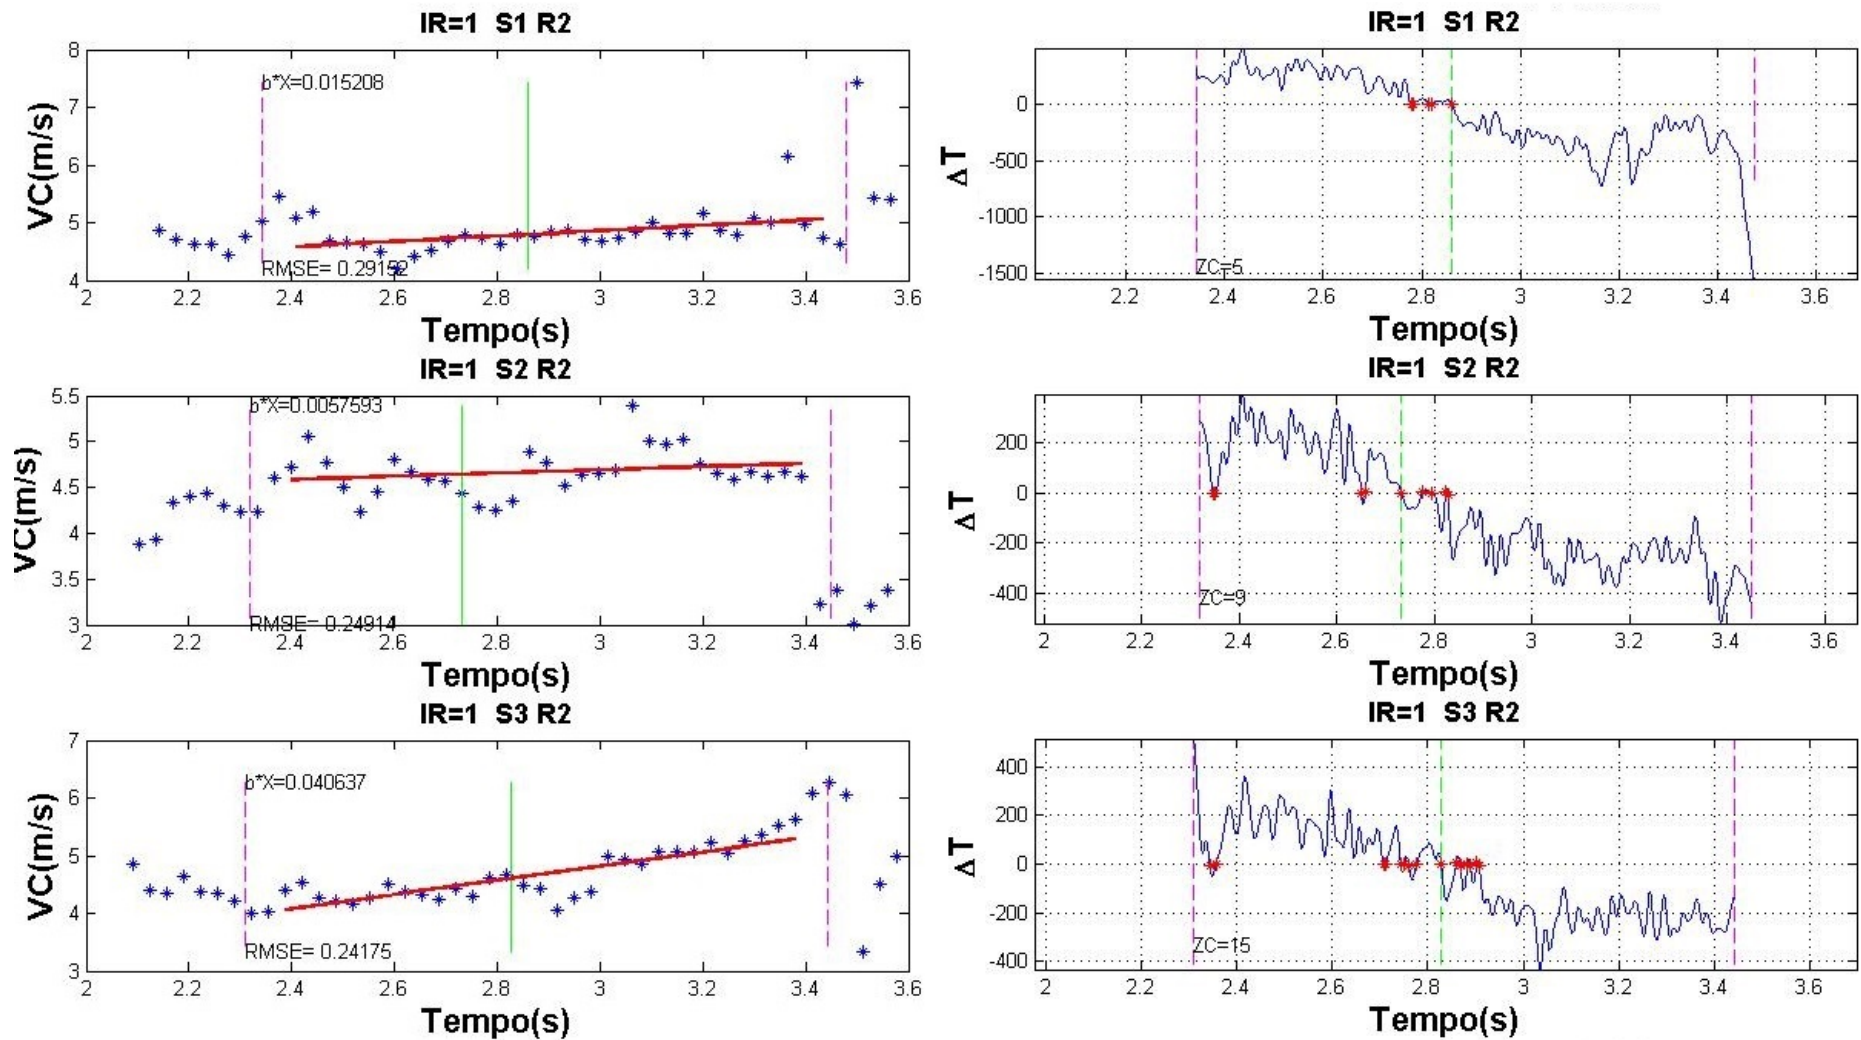 IR=1 S1 R2
VC(m/s)
8
7
6
5
4
b*X=0.015208
RMSE= 0.29152
2 2.2 2.4 2.6 2.8 3 3.2 3.4 3.6
Tempo(s)
IR=1 S1 R2
ΔT
0
-500
-1000
-1500
ZC=5
2.2 2.4 2.6 2.8 3 3.2 3.4 3.6
Tempo(s)
IR=1 S2 R2
VC(m/s)
5.5
5
4.5
4
3.5
3
b*X=0.0057593
RMSE= 0.24914
2 2.2 2.4 2.6 2.8 3 3.2 3.4 3.6
Tempo(s)
IR=1 S2 R2
ΔT
200
0
-200
-400
ZC=9
2 2.2 2.4 2.6 2.8 3 3.2 3.4 3.6
Tempo(s)
IR=1 S3 R2
VC(m/s)
7
6
5
4
3
b*X=0.040637
RMSE= 0.24175
2 2.2 2.4 2.6 2.8 3 3.2 3.4 3.6
Tempo(s)
IR=1 S3 R2
ΔT
400
200
0
-200
-400
ZC=15
2 2.2 2.4 2.6 2.8 3 3.2 3.4 3.6
Tempo(s)